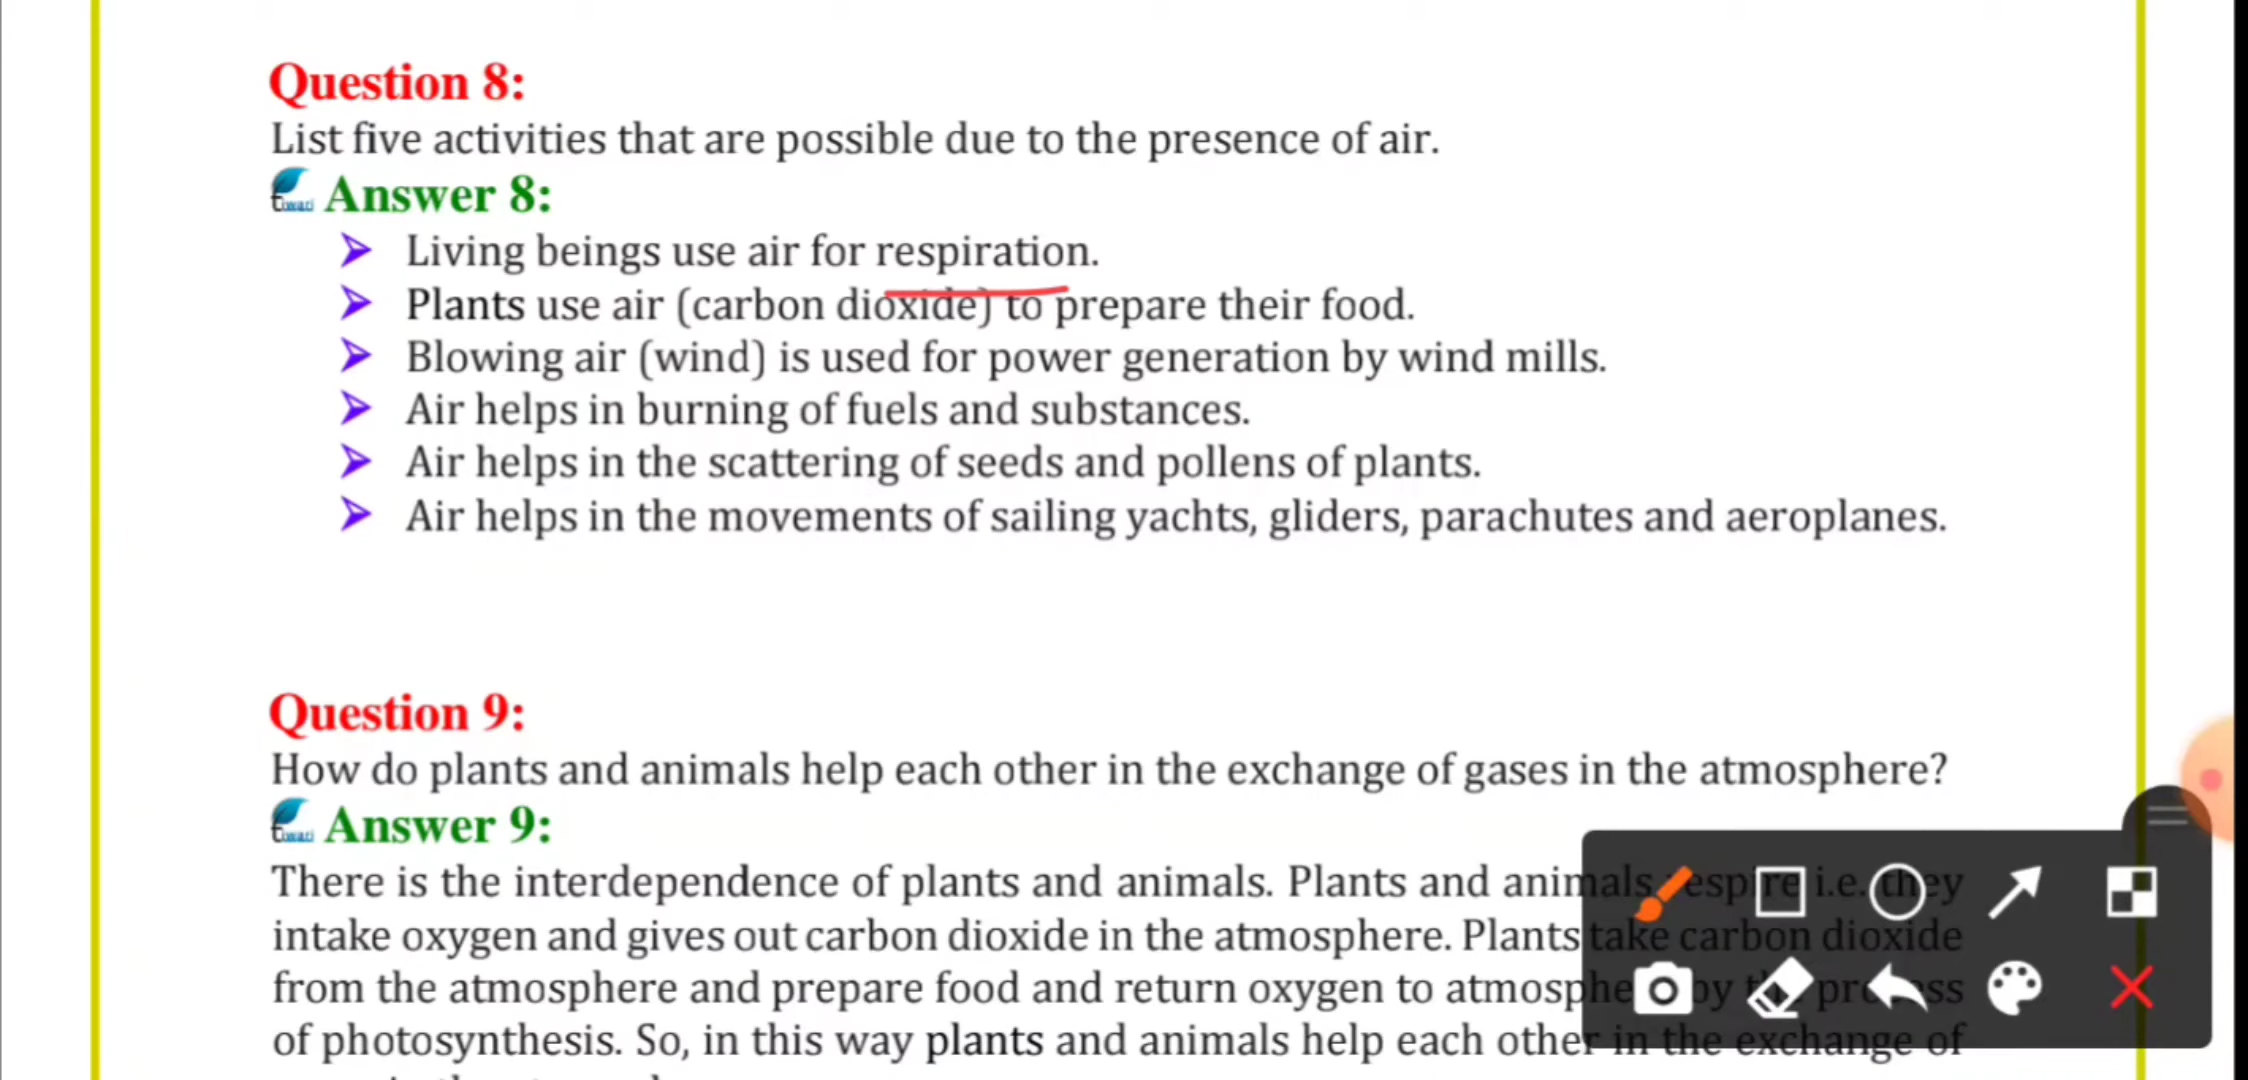 Question 8:
List five activities that are possible due to the presence of air.
tiwari Answer 8:
➢ Living beings use air for respiration.
➢ Plants use air (carbon dioxide) to prepare their food.
➢ Blowing air (wind) is used for power generation by wind mills.
➢ Air helps in burning of fuels and substances.
➢ Air helps in the scattering of seeds and pollens of plants.
➢ Air helps in the movements of sailing yachts, gliders, parachutes and aeroplanes.
Question 9:
How do plants and animals help each other in the exchange of gases in the atmosphere?
tiwari Answer 9:
There is the interdependence of plants and animals. Plants and animals respire i.e. they
intake oxygen and gives out carbon dioxide in the atmosphere. Plants take carbon dioxide
from the atmosphere and prepare food and return oxygen to atmosphere by the process
of photosynthesis. So, in this way plants and animals help each other in the exchange of